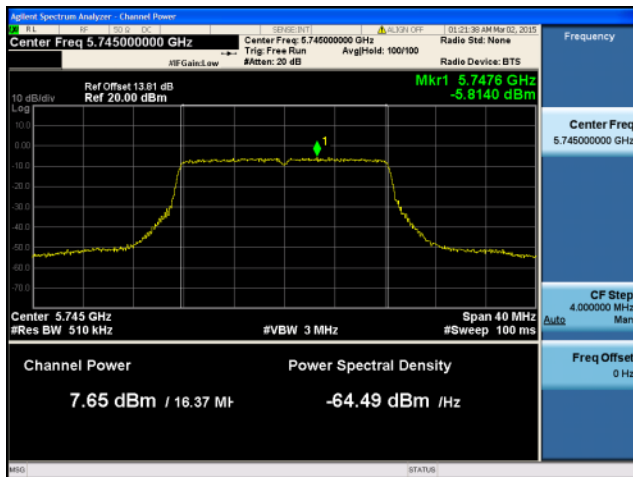 Agilent Spectrum Analyzer - Channel Power
RL RF 50 Ω DC SENSE:INT ALIGN OFF 01:21:38 AM Mar 02, 2015
Center Freq 5.745000000 GHz
Center Freq: 5.745000000 GHz
Radio Std: None
Trig: Free Run Avg|Hold: 100/100
#IFGain:Low
#Atten: 20 dB
Radio Device: BTS
Ref Offset 13.81 dB
Ref 20.00 dBm
Mkr1 5.7476 GHz
-5.8140 dBm
10 dB/div
Log
10.0
0.00
-10.0
-20.0
-30.0
-40.0
-50.0
-60.0
-70.0
1
Center 5.745 GHz
Span 40 MHz
#Res BW 510 kHz
#VBW 3 MHz
#Sweep 100 ms
Channel Power
Power Spectral Density
7.65 dBm / 16.37 MH
-64.49 dBm /Hz
Frequency
Center Freq
5.745000000 GHz
CF Step
4.000000 MHz
Auto Man
Freq Offset
0 Hz
MSG
STATUS